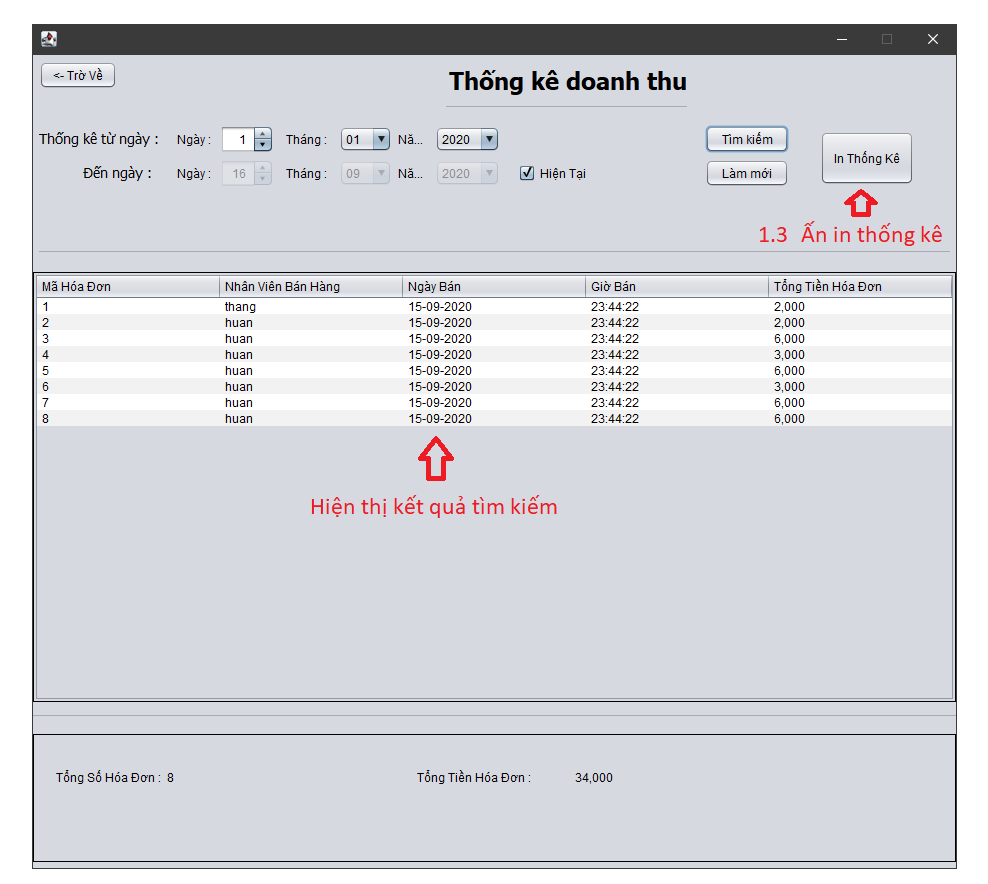 <- Trờ Về
Thống kê doanh thu
Thống kê từ ngày : Ngày : 1 Tháng : 01 Nă... 2020 Tìm kiếm
In Thống Kê
Đến ngày : Ngày : 16 Tháng : 09 Nă... 2020 Hiện Tại Làm mới
1.3 Ấn in thống kê
Mã Hóa Đơn Nhân Viên Bán Hàng Ngày Bán Giờ Bán Tổng Tiền Hóa Đơn
1 thang 15-09-2020 23:44:22 2,000
2 huan 15-09-2020 23:44:22 2,000
3 huan 15-09-2020 23:44:22 6,000
4 huan 15-09-2020 23:44:22 3,000
5 huan 15-09-2020 23:44:22 6,000
6 huan 15-09-2020 23:44:22 3,000
7 huan 15-09-2020 23:44:22 6,000
8 huan 15-09-2020 23:44:22 6,000
Hiện thị kết quả tìm kiếm
Tổng Số Hóa Đơn : 8 Tổng Tiền Hóa Đơn : 34,000